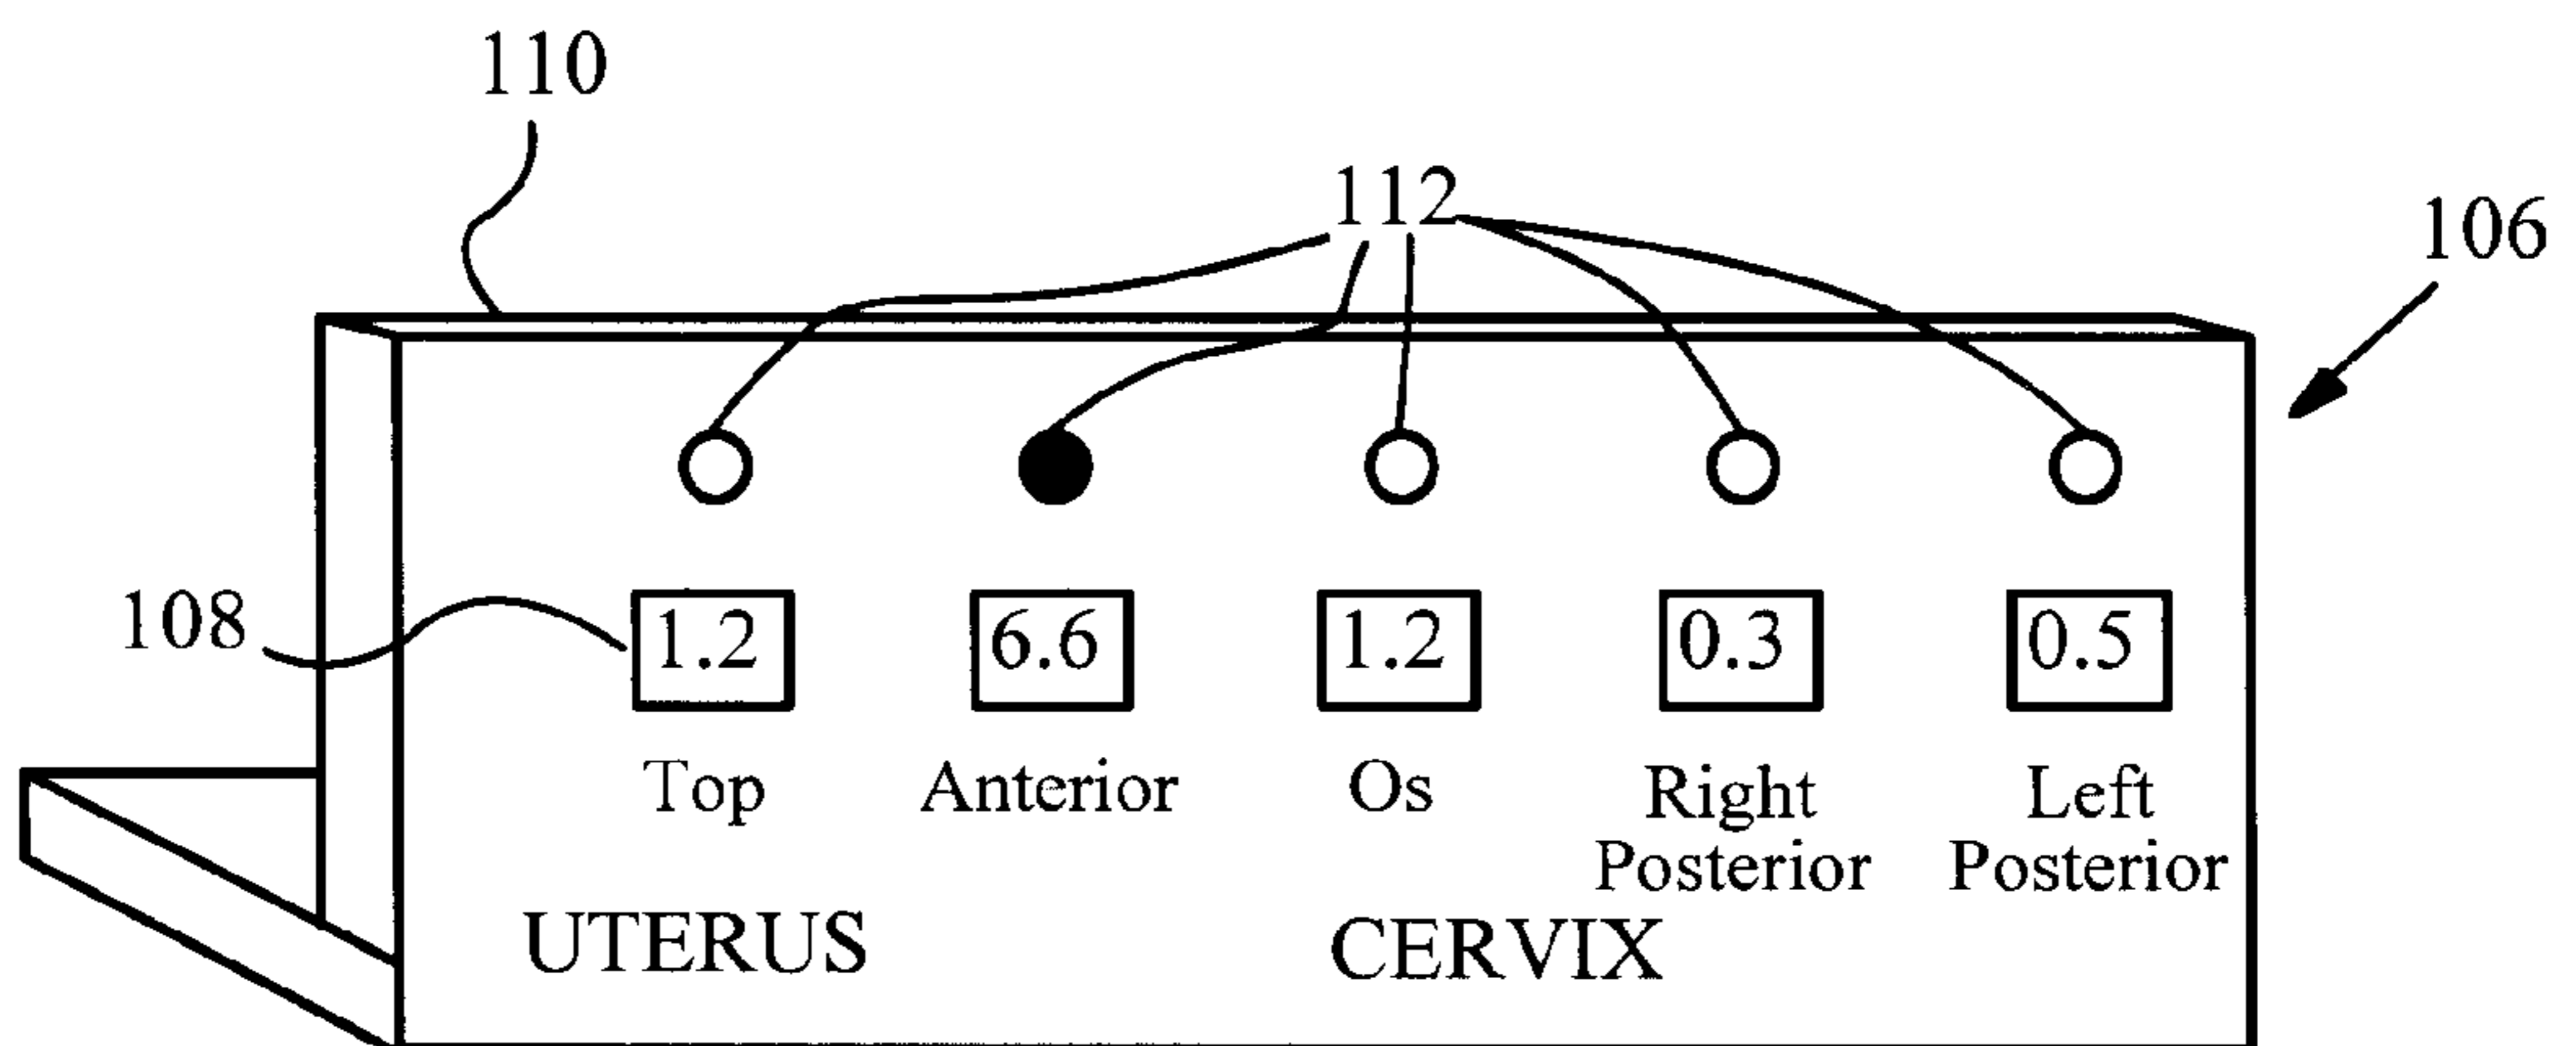 110
112
106
108
1.2 6.6 1.2 0.3 0.5
Top Anterior Os Right Left
Posterior Posterior
UTERUS CERVIX